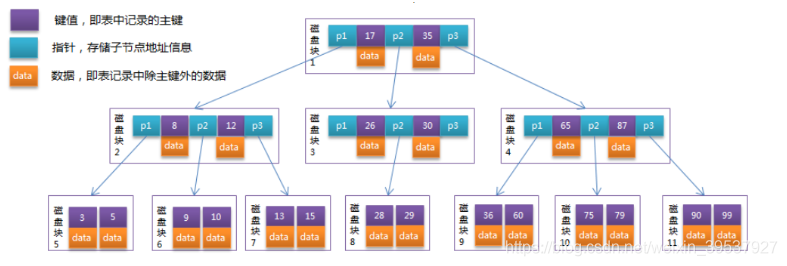 键值，即表中记录的主键
指针，存储子节点地址信息
data 数据，即表记录中除主键外的数据
磁盘块1 p1 17 p2 35 p3
data data
磁盘块2 p1 8 p2 12 p3
data data
磁盘块3 p1 26 p2 30 p3
data data
磁盘块4 p1 65 p2 87 p3
data data
磁盘块5 3 5
data data
磁盘块6 9 10
data data
磁盘块7 13 15
data data
磁盘块8 28 29
data data
磁盘块9 36 60
data data
磁盘块10 75 79
data data
磁盘块11 90 99
data data
https://blog.csdn.net/weixin_39537927